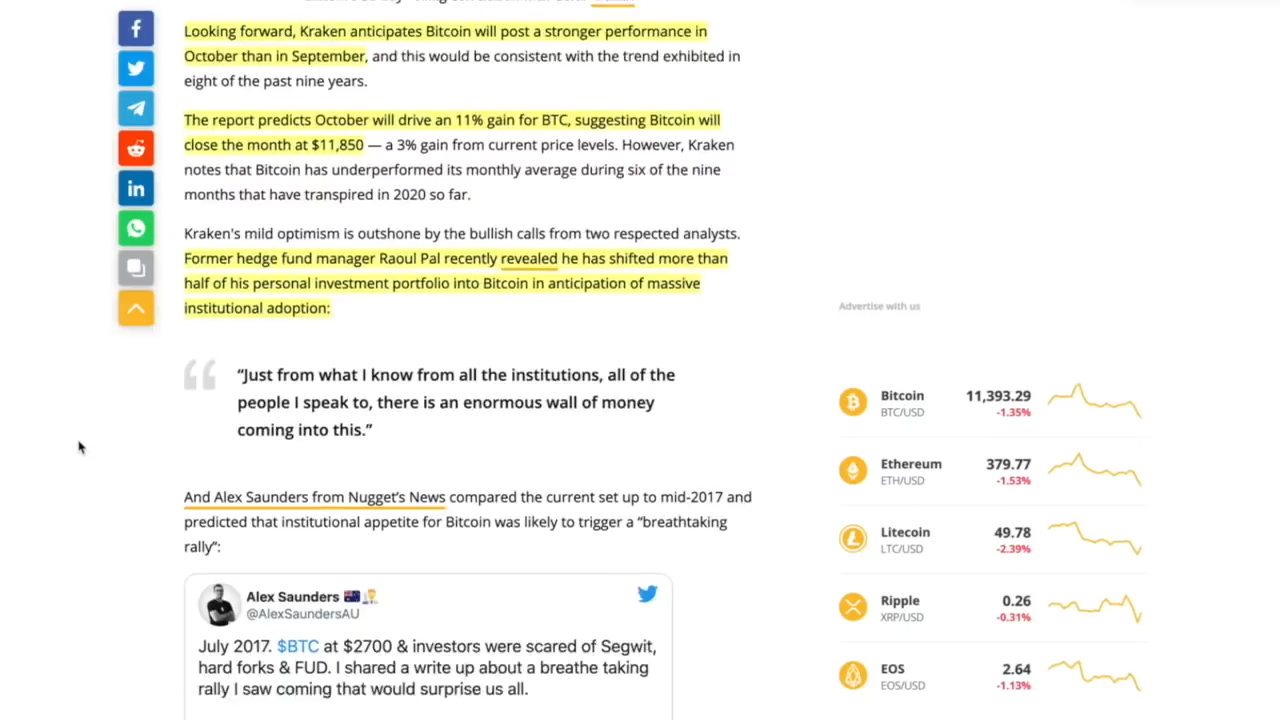 Looking forward, Kraken anticipates Bitcoin will post a stronger performance in
October than in September, and this would be consistent with the trend exhibited in
eight of the past nine years.
The report predicts October will drive an 11% gain for BTC, suggesting Bitcoin will
close the month at $11,850 — a 3% gain from current price levels. However, Kraken
notes that Bitcoin has underperformed its monthly average during six of the nine
months that have transpired in 2020 so far.
Kraken's mild optimism is outshone by the bullish calls from two respected analysts.
Former hedge fund manager Raoul Pal recently revealed he has shifted more than
half of his personal investment portfolio into Bitcoin in anticipation of massive
institutional adoption:
“Just from what I know from all the institutions, all of the
people I speak to, there is an enormous wall of money
coming into this.”
And Alex Saunders from Nugget’s News compared the current set up to mid-2017 and
predicted that institutional appetite for Bitcoin was likely to trigger a “breathtaking
rally”:
Alex Saunders
@AlexSaundersAU
July 2017. $BTC at $2700 & investors were scared of Segwit,
hard forks & FUD. I shared a write up about a breathe taking
rally I saw coming that would surprise us all.
Advertise with us
Bitcoin 11,393.29
BTC/USD -1.35%
Ethereum 379.77
ETH/USD -1.53%
Litecoin 49.78
LTC/USD -2.39%
Ripple 0.26
XRP/USD -0.31%
EOS 2.64
EOS/USD -1.13%